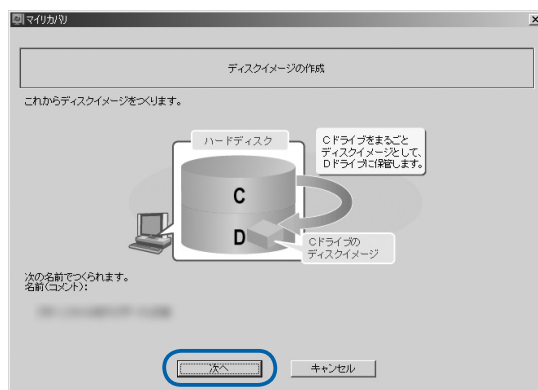 マイリカバリ
ディスクイメージの作成
これからディスクイメージをつくります。
ハードディスク
Cドライブをまるごと
ディスクイメージとして、
Dドライブに保管します。
C
D
Cドライブの
ディスクイメージ
次の名前でつくられます。
名前(コメント):
次へ
キャンセル